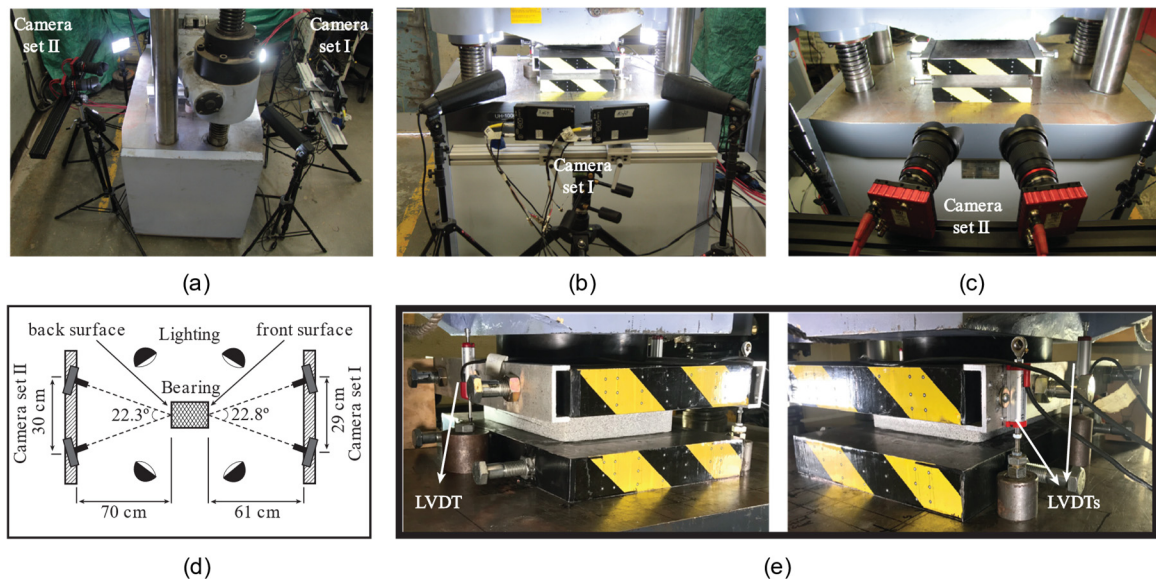 Camera
set II
Camera
set I
(a)
Camera
set I
(b)
Camera
set II
(c)
back surface
Lighting
front surface
Bearing
Camera set II
30 cm
22.3°
22.8°
29 cm
Camera set I
70 cm
61 cm
(d)
LVDT
LVDTs
(e)